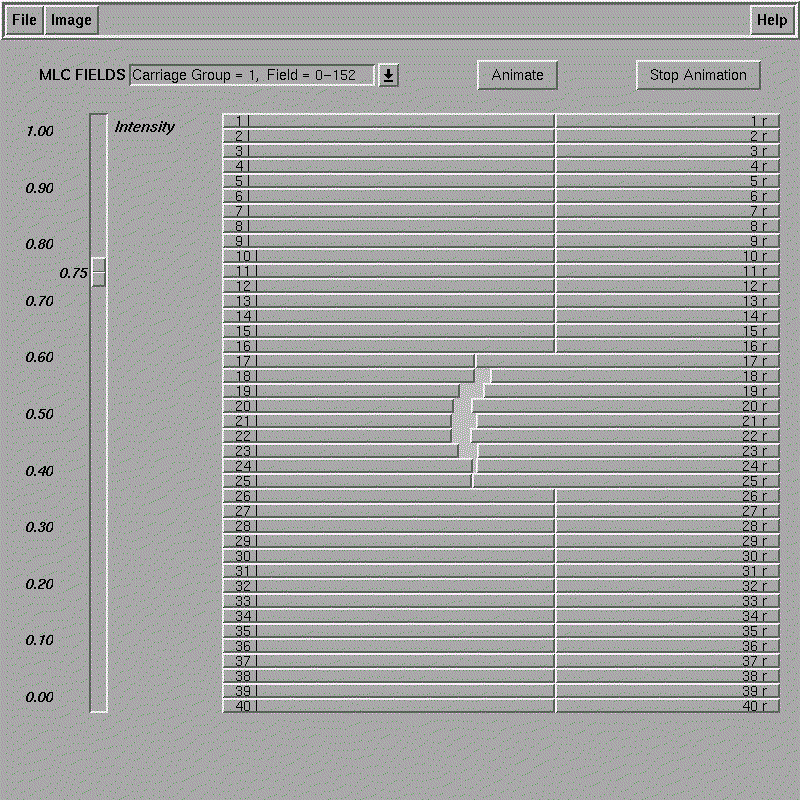 File Image Help
MLC FIELDS Carriage Group = 1, Field = 0-152 Animate Stop Animation
Intensity
1.00
0.90
0.80
0.75
0.70
0.60
0.50
0.40
0.30
0.20
0.10
0.00
1 l 1 r
2 l 2 r
3 l 3 r
4 l 4 r
5 l 5 r
6 l 6 r
7 l 7 r
8 l 8 r
9 l 9 r
10 l 10 r
11 l 11 r
12 l 12 r
13 l 13 r
14 l 14 r
15 l 15 r
16 l 16 r
17 l 17 r
18 l 18 r
19 l 19 r
20 l 20 r
21 l 21 r
22 l 22 r
23 l 23 r
24 l 24 r
25 l 25 r
26 l 26 r
27 l 27 r
28 l 28 r
29 l 29 r
30 l 30 r
31 l 31 r
32 l 32 r
33 l 33 r
34 l 34 r
35 l 35 r
36 l 36 r
37 l 37 r
38 l 38 r
39 l 39 r
40 l 40 r